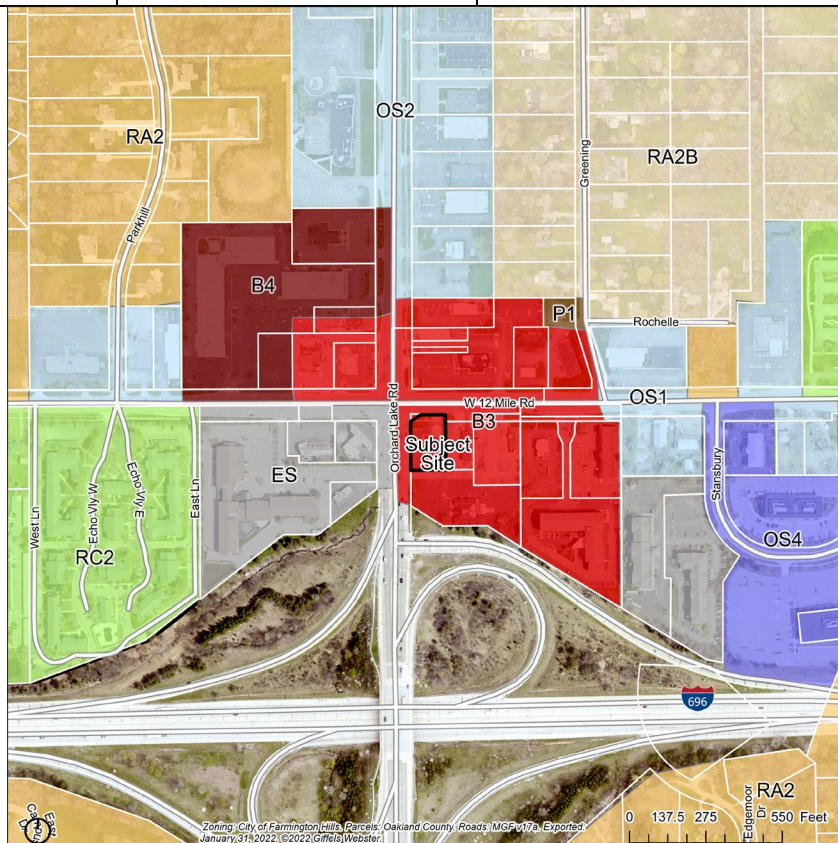 OS2
RA2
RA2B
Greening
Parkhill
B4
P1
Rochelle
Orchard Lake Rd
W 12 Mile Rd
OS1
B3
Subject
Site
ES
West Ln
Echo Vly W
Echo Vly E
East Ln
RC2
Stansbury
OS4
696
RA2
Edgemoor
Dr
0 137.5 275 550 Feet
East
Zoning: City of Farmington Hills. Parcels: Oakland County. Roads: MGF v17a. Exported:
January 31, 2022. ©2022 Giffels Webster.